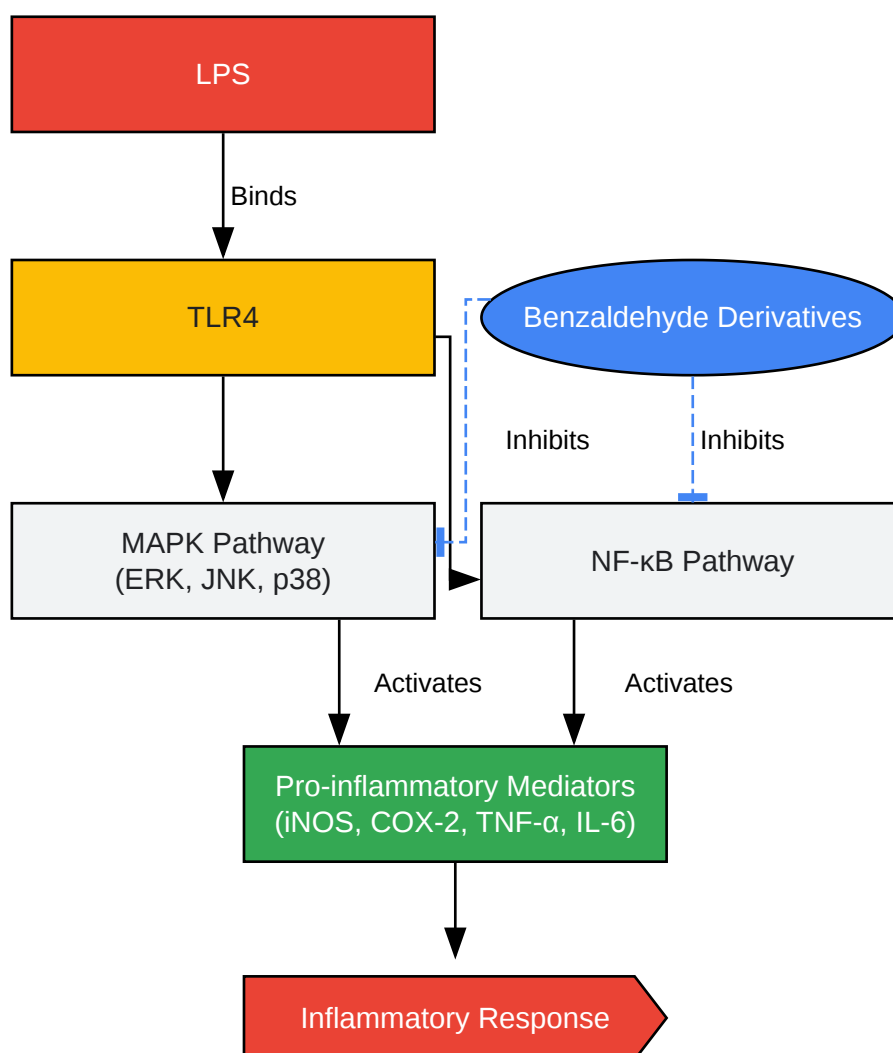 LPS
Binds
TLR4
Benzaldehyde Derivatives
Inhibits
Inhibits
MAPK Pathway
(ERK, JNK, p38)
NF-κB Pathway
Activates
Activates
Pro-inflammatory Mediators
(iNOS, COX-2, TNF-α, IL-6)
Inflammatory Response